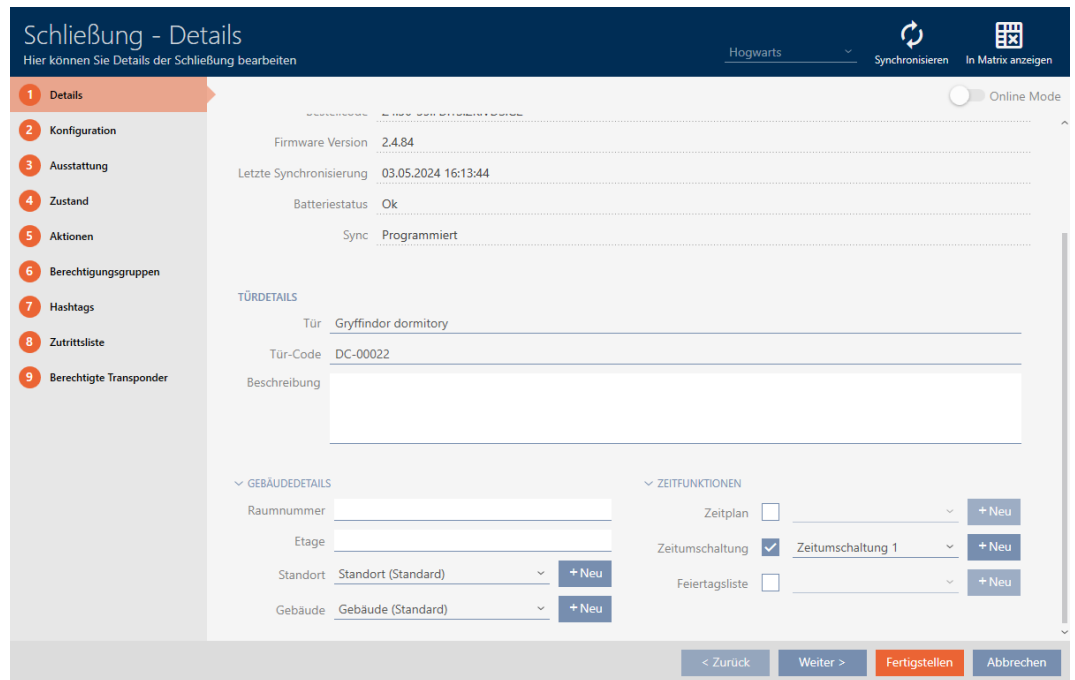 Schließung - Details
Hier können Sie Details der Schließung bearbeiten
Hogwarts
Synchronisieren
In Matrix anzeigen
1 Details
2 Konfiguration
3 Ausstattung
4 Zustand
5 Aktionen
6 Berechtigungsgruppen
7 Hashtags
8 Zutrittsliste
9 Berechtigte Transponder
Online Mode
Firmware Version 2.4.84
Letzte Synchronisierung 03.05.2024 16:13:44
Batteriestatus Ok
Sync Programmiert
TÜRDETAILS
Tür Gryffindor dormitory
Tür-Code DC-00022
Beschreibung
GEBÄUDEDETAILS
Raumnummer
Etage
Standort Standort (Standard) + Neu
Gebäude Gebäude (Standard) + Neu
ZEITFUNKTIONEN
Zeitplan + Neu
Zeitumschaltung Zeitumschaltung 1 + Neu
Feiertagsliste + Neu
< Zurück
Weiter >
Fertigstellen
Abbrechen